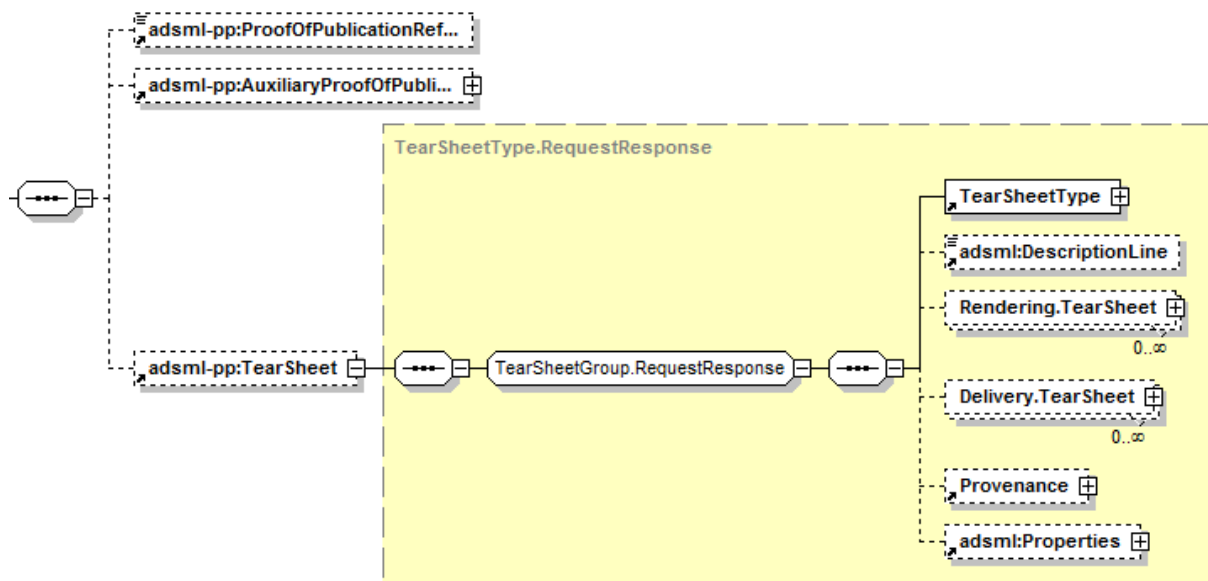 adsml-pp:ProofOfPublicationRef...
adsml-pp:AuxiliaryProofOfPubli...
TearSheetType.RequestResponse
TearSheetType
adsml:DescriptionLine
Rendering.TearSheet
0..∞
adsml-pp:TearSheet
TearSheetGroup.RequestResponse
Delivery.TearSheet
0..∞
Provenance
adsml:Properties